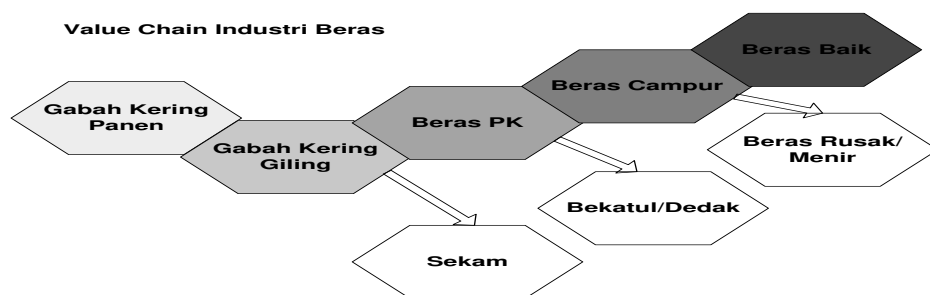 Value Chain Industri Beras
Beras Baik
Beras Campur
Gabah Kering
Panen
Beras PK
Gabah Kering
Giling
Beras Rusak/
Menir
Bekatul/Dedak
Sekam